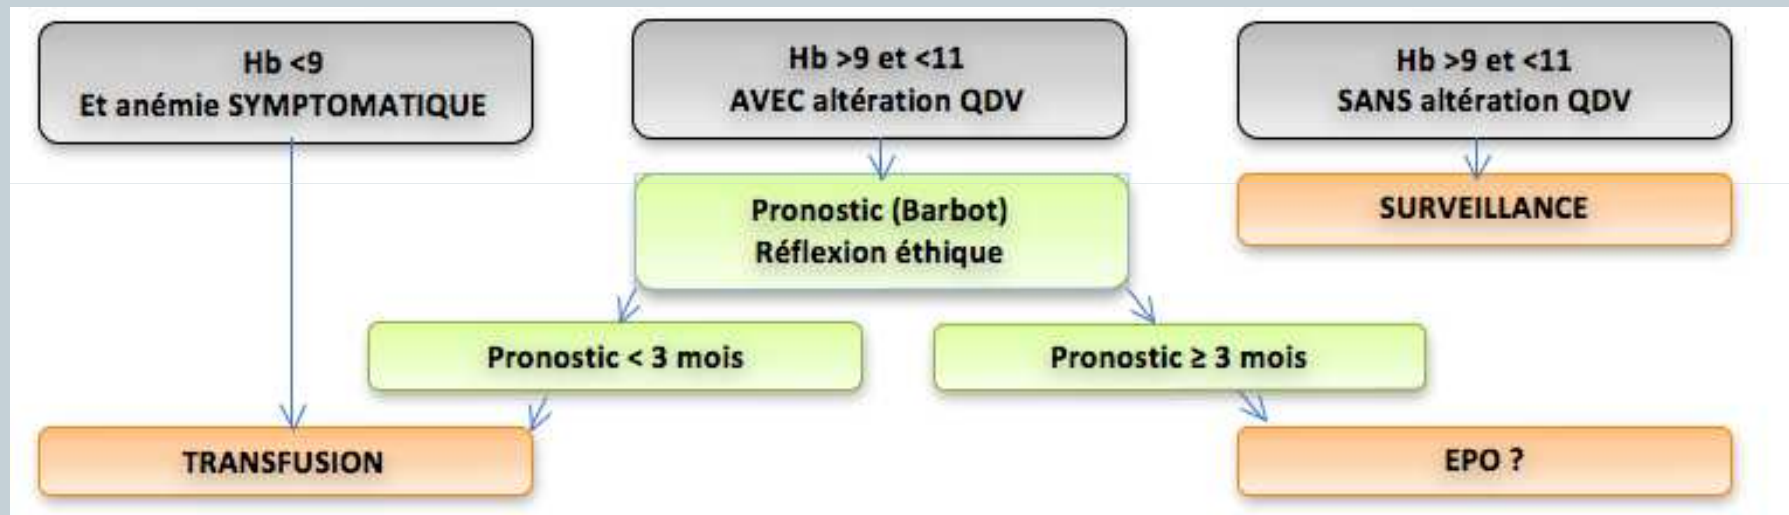 Hb <9
Et anémie SYMPTOMATIQUE
Hb >9 et <11
AVEC altération QDV
Hb >9 et <11
SANS altération QDV
Pronostic (Barbot)
Réflexion éthique
SURVEILLANCE
Pronostic < 3 mois
Pronostic ≥ 3 mois
TRANSFUSION
EPO ?